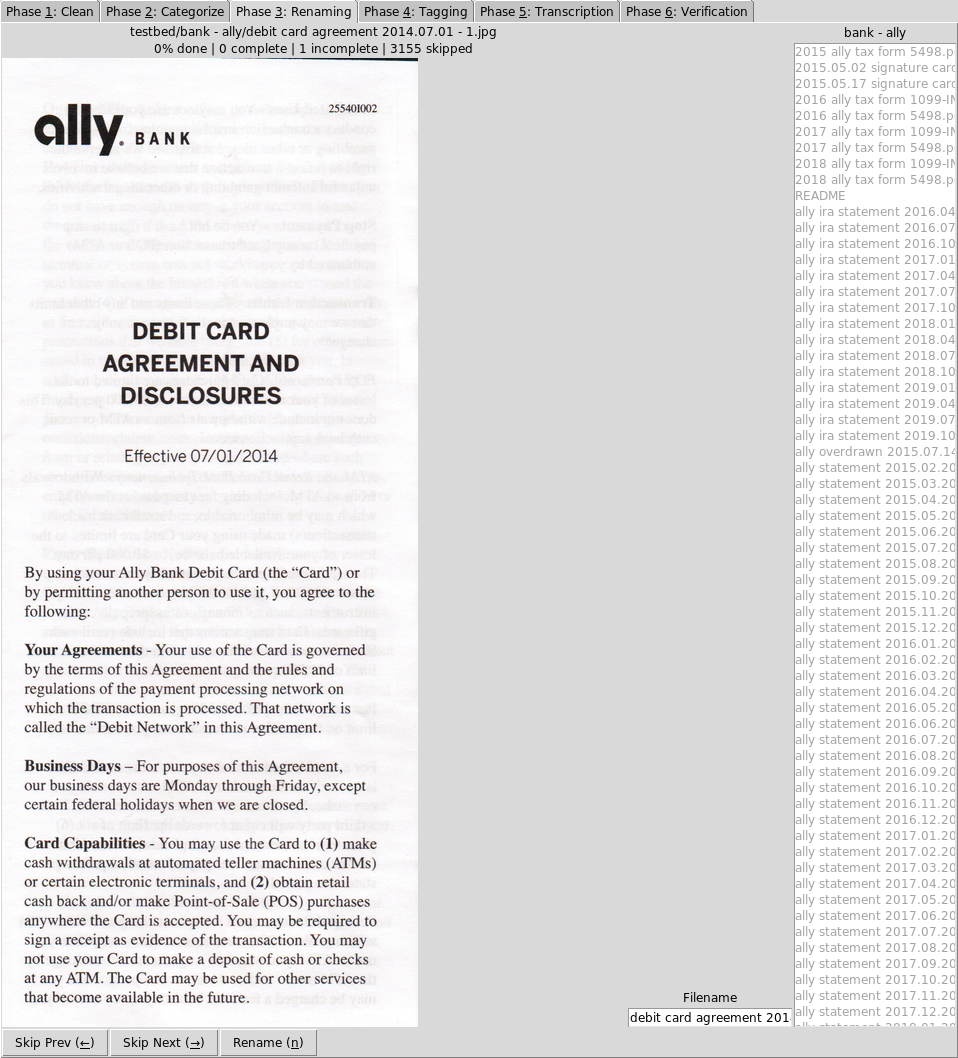 Phase 1: Clean
Phase 2: Categorize
Phase 3: Renaming
Phase 4: Tagging
Phase 5: Transcription
Phase 6: Verification
testbed/bank - ally/debit card agreement 2014.07.01 - 1.jpg
0% done | 0 complete | 1 incomplete | 3155 skipped
ally BANK
25540I002
DEBIT CARD
AGREEMENT AND
DISCLOSURES
Effective 07/01/2014
By using your Ally Bank Debit Card (the “Card”) or
by permitting another person to use it, you agree to the
following:
Your Agreements - Your use of the Card is governed
by the terms of this Agreement and the rules and
regulations of the payment processing network on
which the transaction is processed. That network is
called the “Debit Network” in this Agreement.
Business Days – For purposes of this Agreement,
our business days are Monday through Friday, except
certain federal holidays when we are closed.
Card Capabilities - You may use the Card to (1) make
cash withdrawals at automated teller machines (ATMs)
or certain electronic terminals, and (2) obtain retail
cash back and/or make Point-of-Sale (POS) purchases
anywhere the Card is accepted. You may be required to
sign a receipt as evidence of the transaction. You may
not use your Card to make a deposit of cash or checks
at any ATM. The Card may be used for other services
that become available in the future.
Filename
debit card agreement 201
bank - ally
2015 ally tax form 5498.p
2015.05.02 signature card
2015.05.17 signature card
2016 ally tax form 1099-IN
2016 ally tax form 5498.p
2017 ally tax form 1099-IN
2017 ally tax form 5498.p
2018 ally tax form 1099-IN
2018 ally tax form 5498.p
README
ally ira statement 2016.04
ally ira statement 2016.07
ally ira statement 2016.10
ally ira statement 2017.01
ally ira statement 2017.04
ally ira statement 2017.07
ally ira statement 2017.10
ally ira statement 2018.01
ally ira statement 2018.04
ally ira statement 2018.07
ally ira statement 2018.10
ally ira statement 2019.01
ally ira statement 2019.04
ally ira statement 2019.07
ally ira statement 2019.10
ally overdrawn 2015.07.14
ally statement 2015.02.20
ally statement 2015.03.20
ally statement 2015.04.20
ally statement 2015.05.20
ally statement 2015.06.20
ally statement 2015.07.20
ally statement 2015.08.20
ally statement 2015.09.20
ally statement 2015.10.20
ally statement 2015.11.20
ally statement 2015.12.20
ally statement 2016.01.20
ally statement 2016.02.20
ally statement 2016.03.20
ally statement 2016.04.20
ally statement 2016.05.20
ally statement 2016.06.20
ally statement 2016.07.20
ally statement 2016.08.20
ally statement 2016.09.20
ally statement 2016.10.20
ally statement 2016.11.20
ally statement 2016.12.20
ally statement 2017.01.20
ally statement 2017.02.20
ally statement 2017.03.20
ally statement 2017.04.20
ally statement 2017.05.20
ally statement 2017.06.20
ally statement 2017.07.20
ally statement 2017.08.20
ally statement 2017.09.20
ally statement 2017.10.20
ally statement 2017.11.20
ally statement 2017.12.20
Skip Prev (←)
Skip Next (→)
Rename (n)